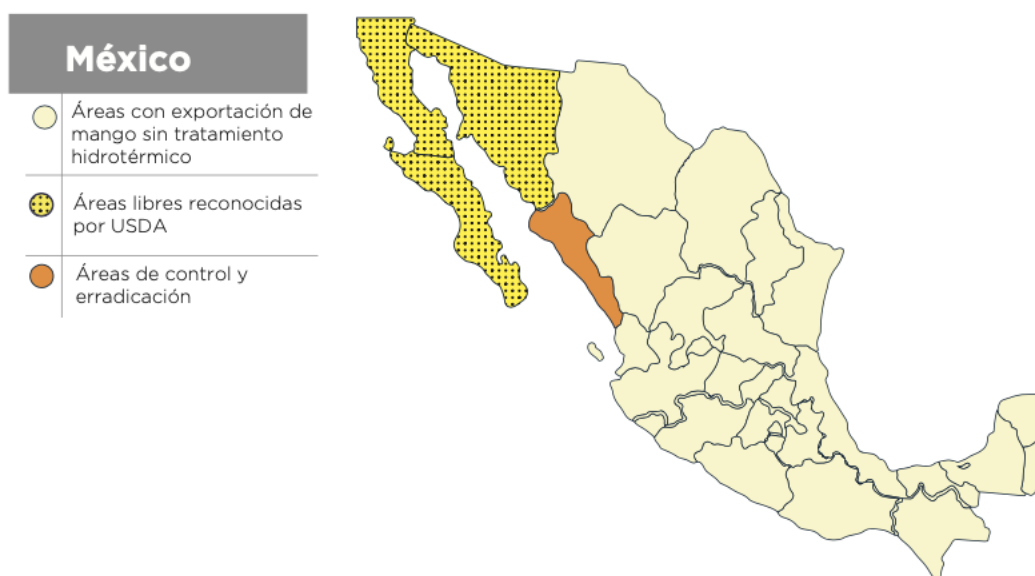 México
Áreas con exportación de
mango sin tratamiento
hidrotérmico
Áreas libres reconocidas
por USDA
Áreas de control y
erradicación